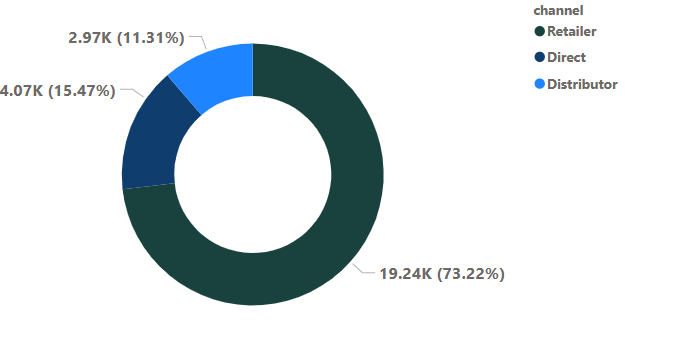 channel
Retailer
Direct
Distributor
2.97K (11.31%)
4.07K (15.47%)
19.24K (73.22%)